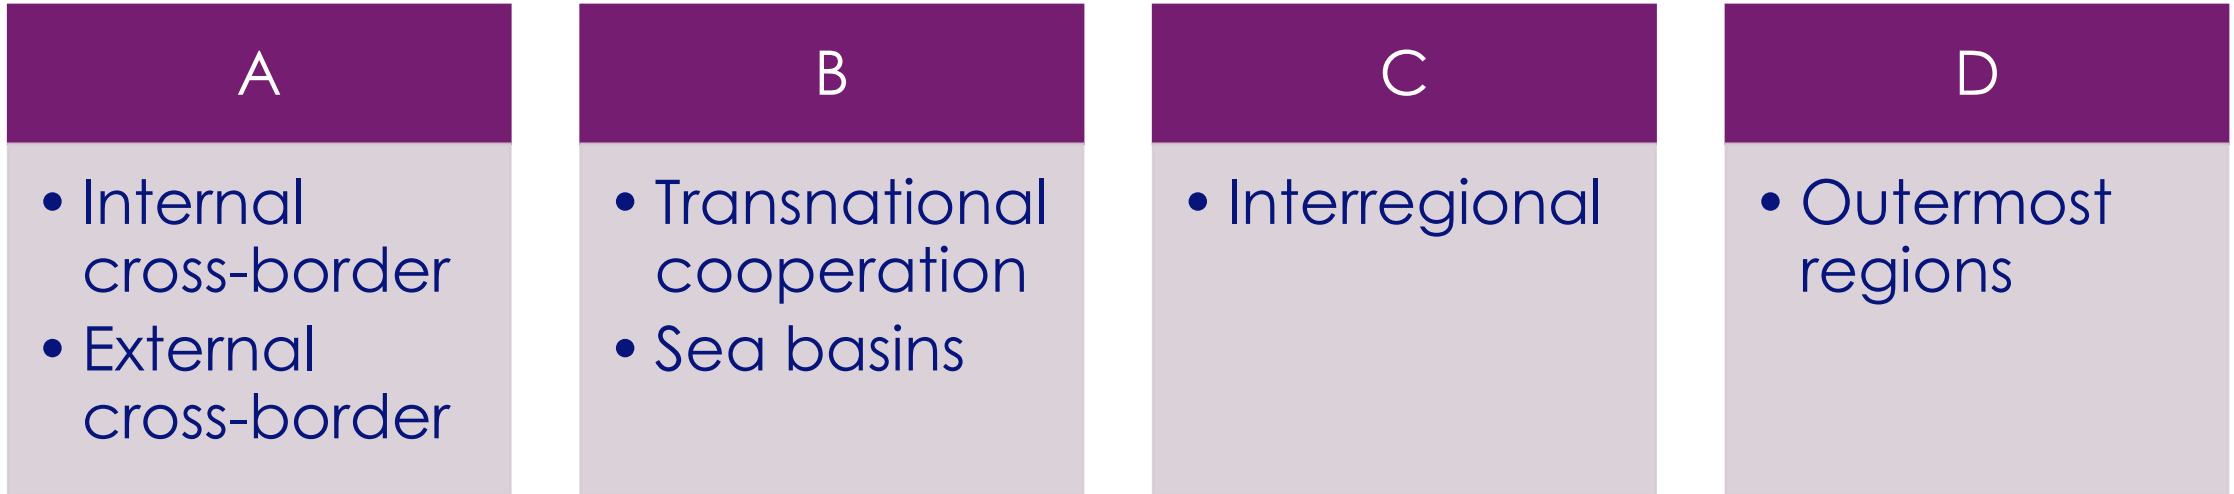 A
• Internal
cross-border
• External
cross-border
B
• Transnational
cooperation
• Sea basins
C
• Interregional
D
• Outermost
regions